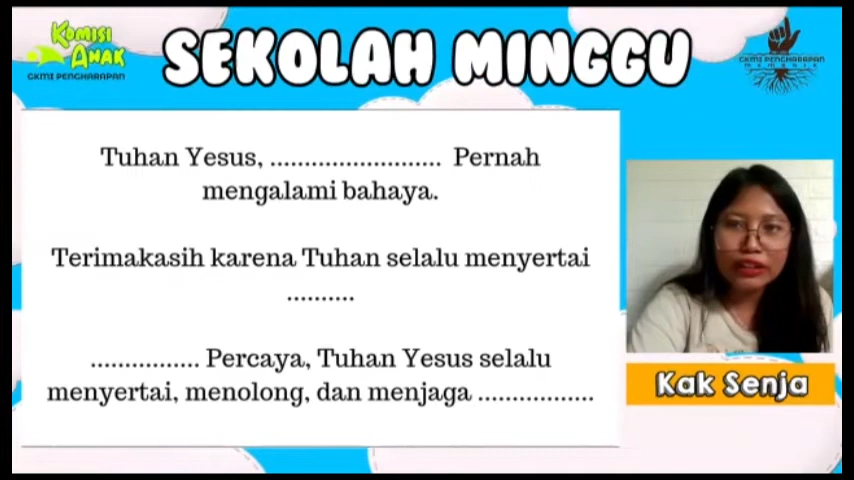 KOMISI
ANAK
GKMI PENGHARAPAN
SEKOLAH MINGGU
GKMI PENGHARAPAN
Tuhan Yesus, ......................... Pernah
mengalami bahaya.
Terimakasih karena Tuhan selalu menyertai
..........
................ Percaya, Tuhan Yesus selalu
menyertai, menolong, dan menjaga .................
Kak Senja